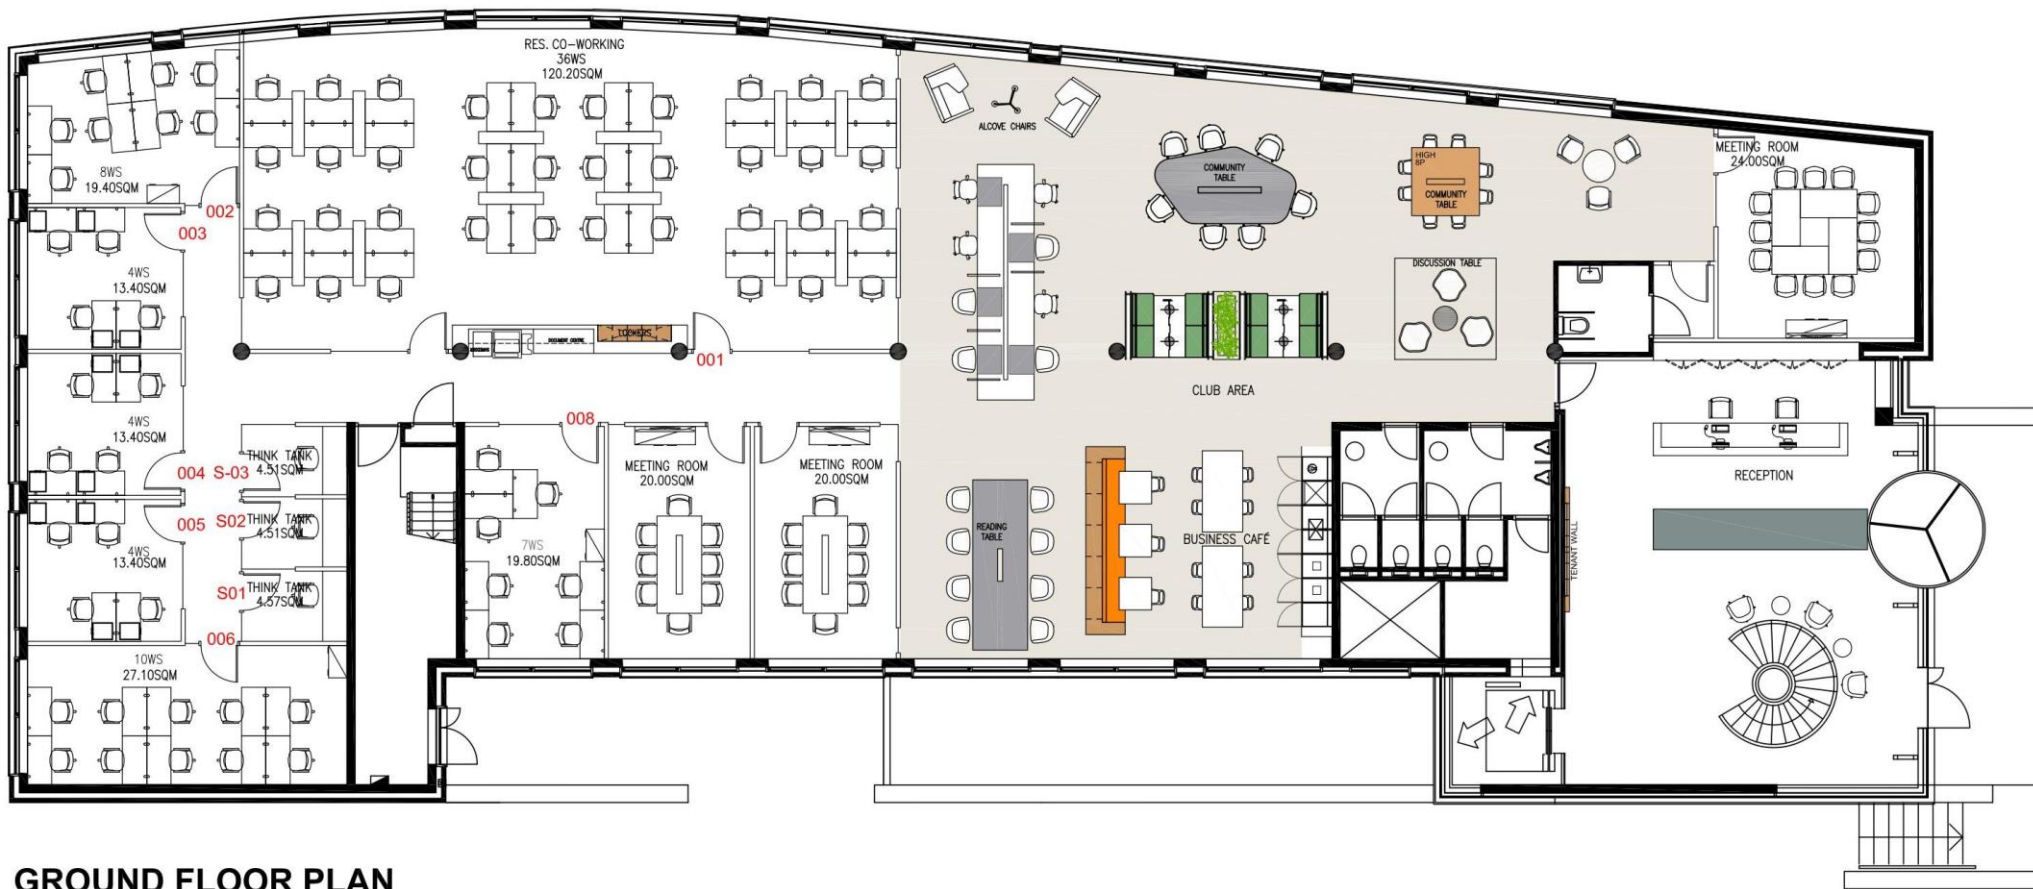 RES. CO-WORKING
36WS
120.20SQM
ALCOVE CHAIRS
COMMUNITY
TABLE
HIGH
8P
COMMUNITY
TABLE
MEETING ROOM
24.00SQM
8WS
19.40SQM
002
003
4WS
13.40SQM
DISCUSSION TABLE
LOCKERS
DOCUMENT CENTRE
001
CLUB AREA
4WS
13.40SQM
008
004 S-03
THINK TANK
4.51SQM
MEETING ROOM
20.00SQM
MEETING ROOM
20.00SQM
RECEPTION
005 S02
THINK TANK
4.51SQM
READING
TABLE
BUSINESS CAFÉ
TENANT WALL
4WS
13.40SQM
7WS
19.80SQM
S01
THINK TANK
4.57SQM
006
10WS
27.10SQM
GROUND FLOOR PLAN